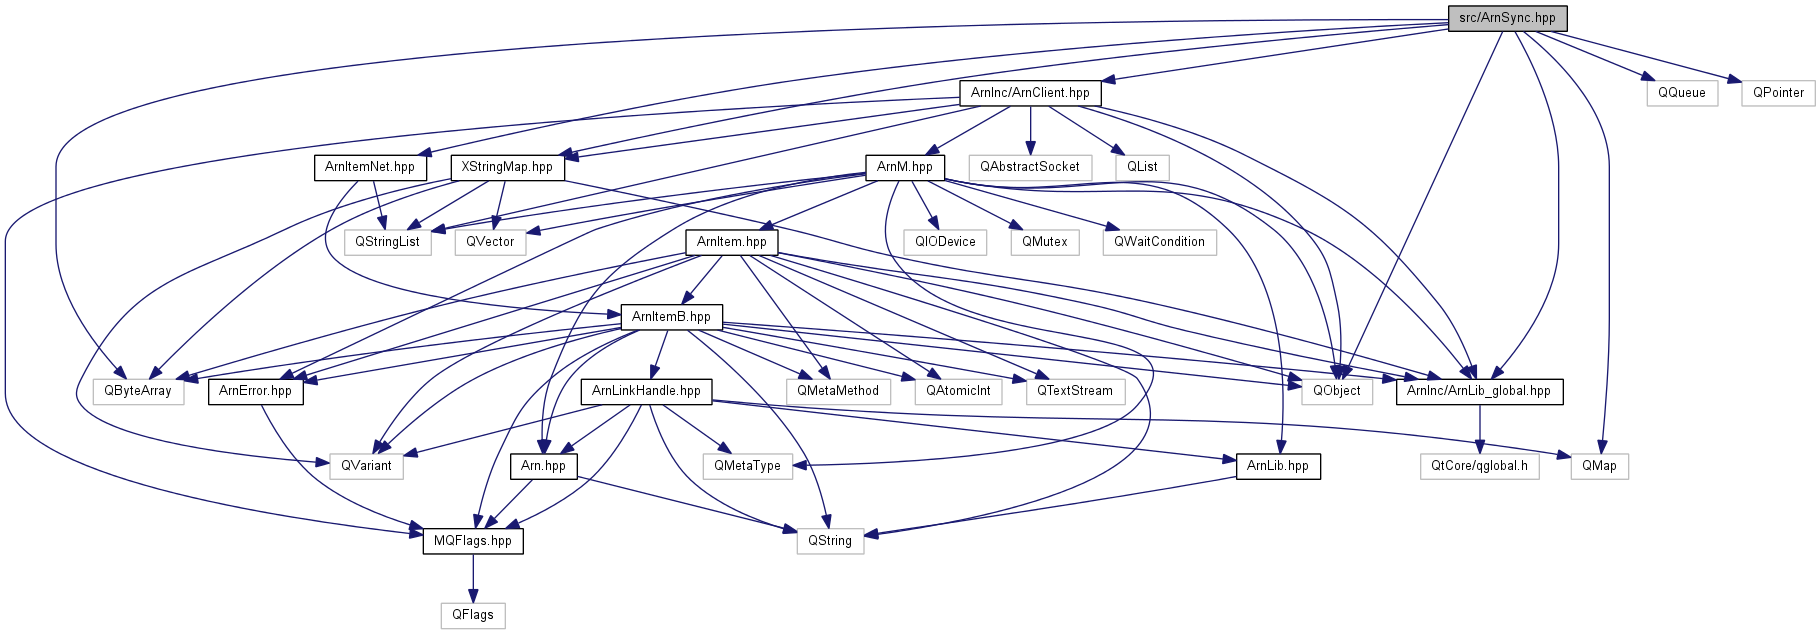 src/ArnSync.hpp
ArnInc/ArnClient.hpp
QQueue
QPointer
ArnItemNet.hpp
XStringMap.hpp
ArnM.hpp
QAbstractSocket
QList
QStringList
QVector
ArnItem.hpp
QIODevice
QMutex
QWaitCondition
ArnItemB.hpp
QByteArray
ArnError.hpp
ArnLinkHandle.hpp
QMetaMethod
QAtomicInt
QTextStream
QObject
ArnInc/ArnLib_global.hpp
QVariant
Arn.hpp
QMetaType
ArnLib.hpp
QtCore/qglobal.h
QMap
MQFlags.hpp
QString
QFlags